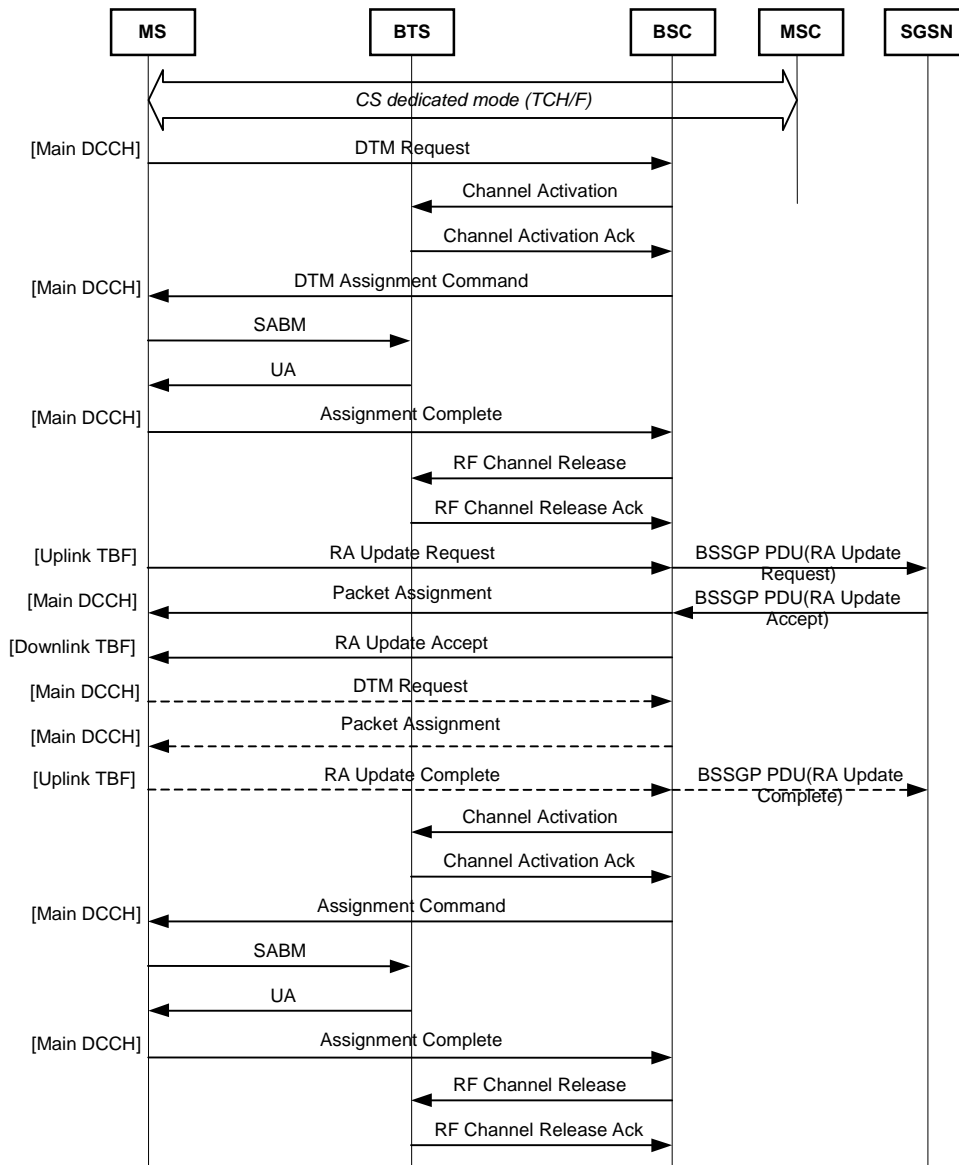 MS BTS BSC MSC SGSN
CS dedicated mode (TCH/F)
[Main DCCH] DTM Request
Channel Activation
Channel Activation Ack
[Main DCCH] DTM Assignment Command
SABM
UA
[Main DCCH] Assignment Complete
RF Channel Release
RF Channel Release Ack
[Uplink TBF] RA Update Request BSSGP PDU(RA Update
Request)
[Main DCCH] Packet Assignment BSSGP PDU(RA Update
Accept)
[Downlink TBF] RA Update Accept
[Main DCCH] DTM Request
[Main DCCH] Packet Assignment
[Uplink TBF] RA Update Complete BSSGP PDU(RA Update
Complete)
Channel Activation
Channel Activation Ack
[Main DCCH] Assignment Command
SABM
UA
[Main DCCH] Assignment Complete
RF Channel Release
RF Channel Release Ack